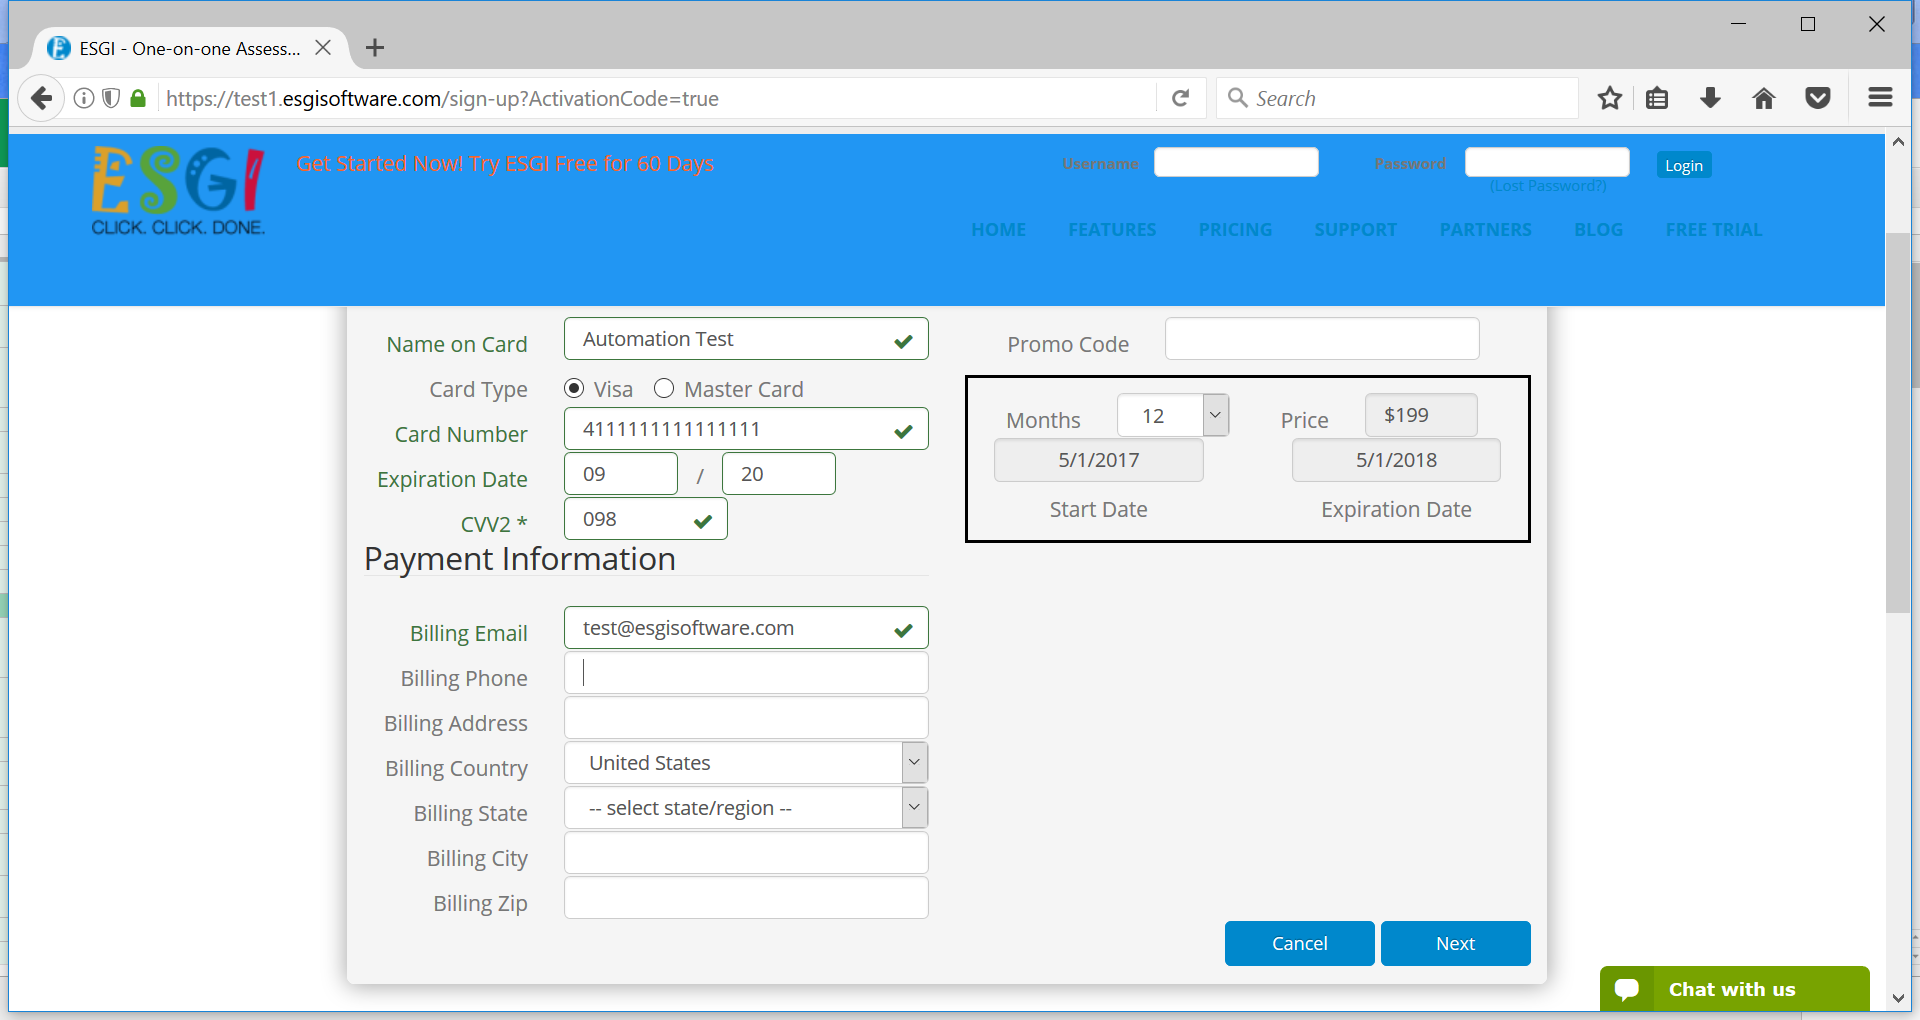 ESGI - One-on-one Assess...
https://test1.esgisoftware.com/sign-up?ActivationCode=true
Search
ESGI
CLICK. CLICK. DONE.
Get Started Now! Try ESGI Free for 60 Days
Username
Password
Login
(Lost Password?)
HOME FEATURES PRICING SUPPORT PARTNERS BLOG FREE TRIAL
Name on Card Automation Test
Card Type Visa Master Card
Card Number 4111111111111111
Expiration Date 09 / 20
CVV2 * 098
Promo Code
Months 12 Price $199
5/1/2017 5/1/2018
Start Date Expiration Date
Payment Information
Billing Email test@esgisoftware.com
Billing Phone
Billing Address
Billing Country United States
Billing State -- select state/region --
Billing City
Billing Zip
Cancel Next
Chat with us